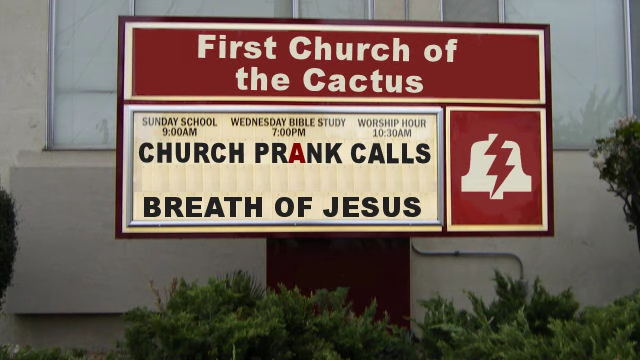 First Church of
the Cactus
SUNDAY SCHOOL WEDNESDAY BIBLE STUDY WORSHIP HOUR
9:00AM 7:00PM 10:30AM
CHURCH PRANK CALLS
BREATH OF JESUS